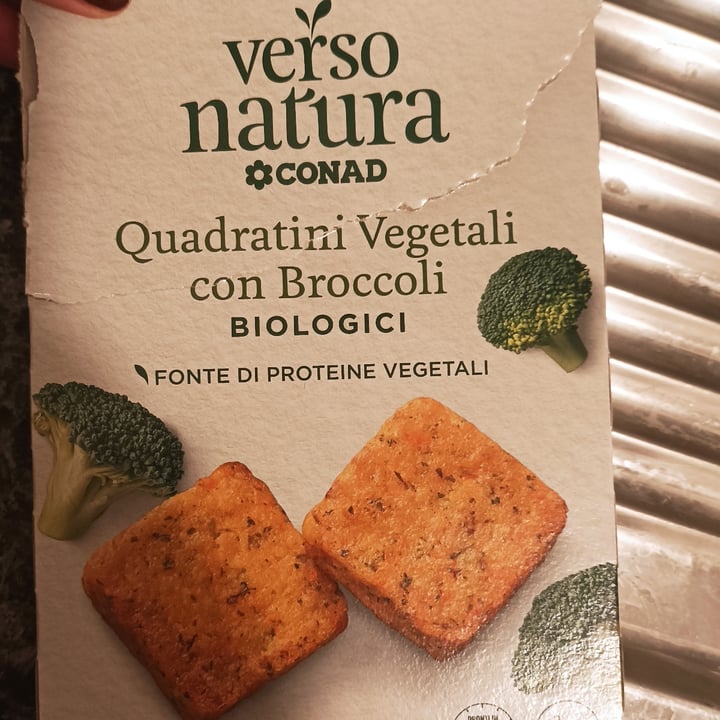 verso
natura
CONAD
Quadratini Vegetali
con Broccoli
BIOLOGICI
FONTE DI PROTEINE VEGETALI